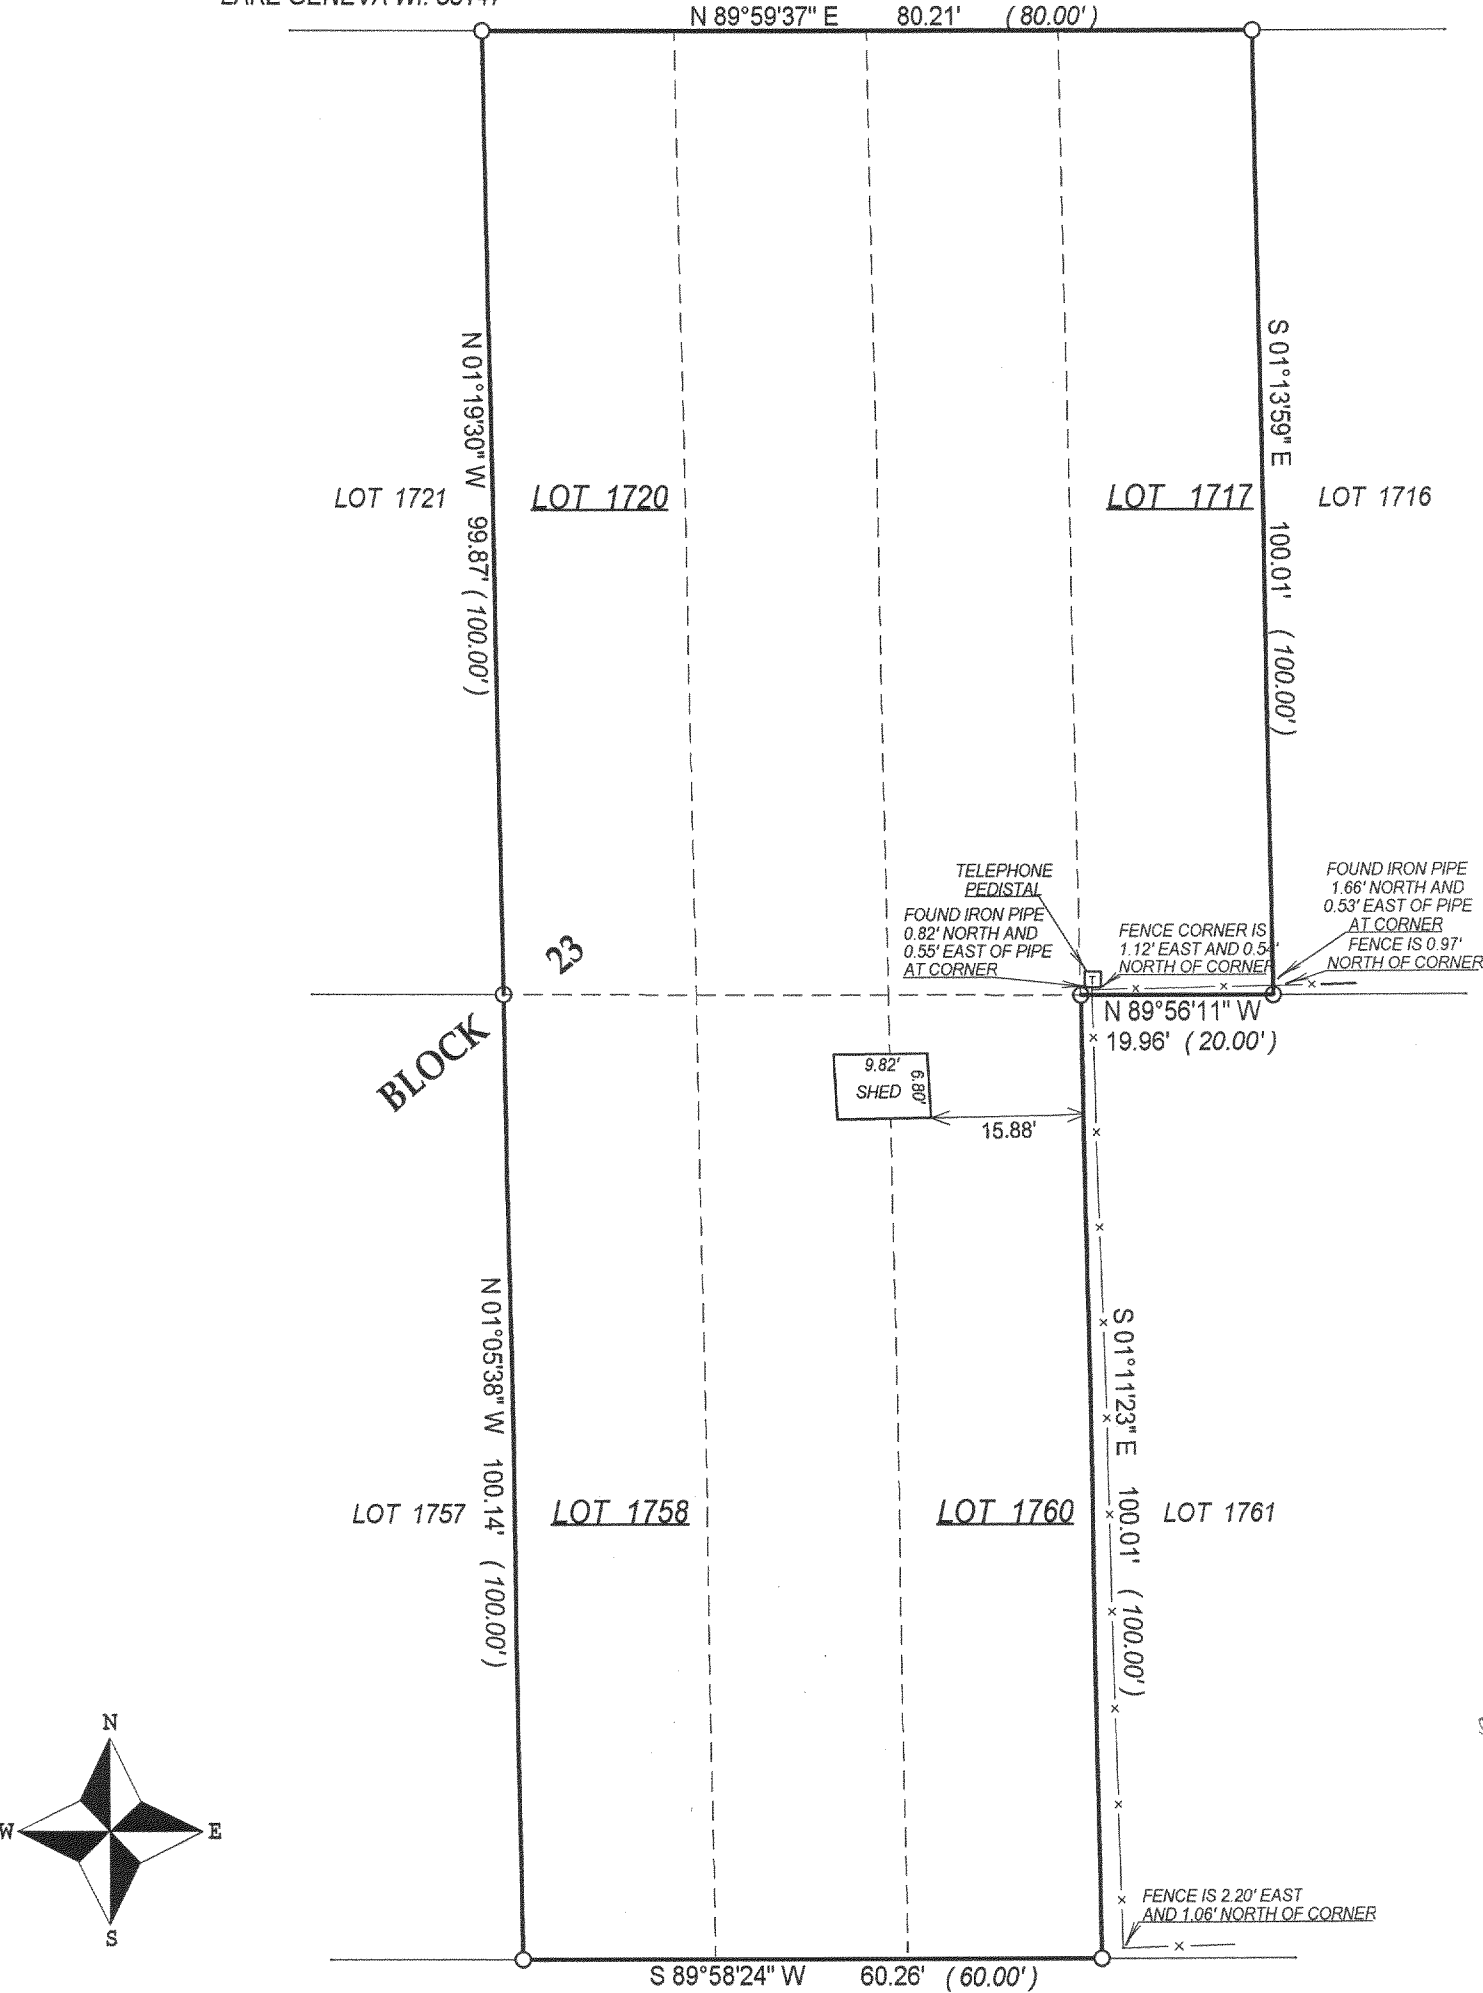 LAKE GENEVA WI. 53147
N 89°59'37" E 80.21' (80.00')
N 01°19'30" W 99.87' (100.00')
S 01°13'59" E 100.01' (100.00')
LOT 1721
LOT 1720
LOT 1717
LOT 1716
TELEPHONE
PEDISTAL
FOUND IRON PIPE
0.82' NORTH AND
0.55' EAST OF PIPE
AT CORNER
FENCE CORNER IS
1.12' EAST AND 0.54'
NORTH OF CORNER
FOUND IRON PIPE
1.66' NORTH AND
0.53' EAST OF PIPE
AT CORNER
FENCE IS 0.97'
NORTH OF CORNER
T
BLOCK 23
N 89°56'11" W
19.96' (20.00')
9.82'
6.80'
SHED
15.88'
N 01°05'38" W 100.14' (100.00')
S 01°11'23" E 100.01' (100.00')
LOT 1757
LOT 1758
LOT 1760
LOT 1761
N
W
E
S
FENCE IS 2.20' EAST
AND 1.06' NORTH OF CORNER
S 89°58'24" W 60.26' (60.00')